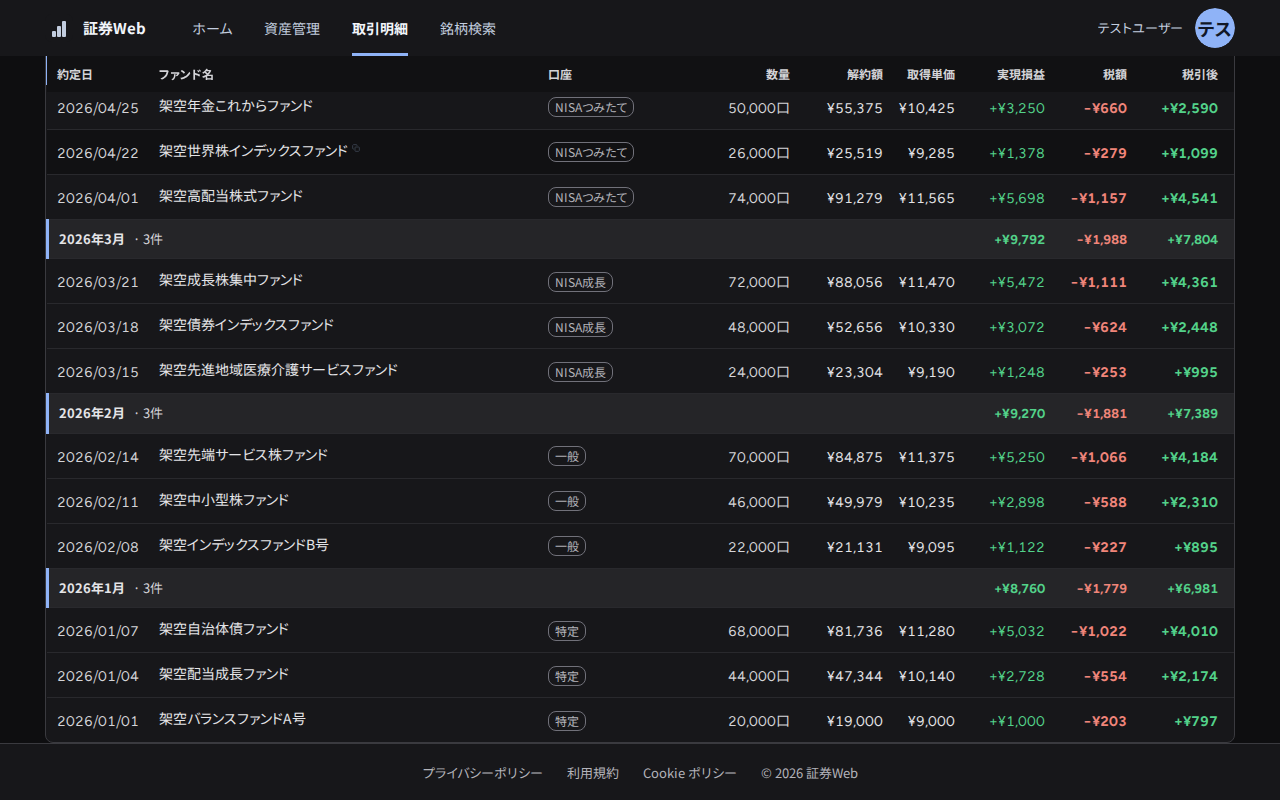 証券Web ホーム 資産管理 取引明細 銘柄検索 テストユーザー テス
約定日 ファンド名 口座 数量 解約額 取得単価 実現損益 税額 税引後
2026/04/25 架空年金これからファンド NISAつみたて 50,000口 ¥55,375 ¥10,425 +¥3,250 -¥660 +¥2,590
2026/04/22 架空世界株インデックスファンド NISAつみたて 26,000口 ¥25,519 ¥9,285 +¥1,378 -¥279 +¥1,099
2026/04/01 架空高配当株式ファンド NISAつみたて 74,000口 ¥91,279 ¥11,565 +¥5,698 -¥1,157 +¥4,541
2026年3月 · 3件 +¥9,792 -¥1,988 +¥7,804
2026/03/21 架空成長株集中ファンド NISA成長 72,000口 ¥88,056 ¥11,470 +¥5,472 -¥1,111 +¥4,361
2026/03/18 架空債券インデックスファンド NISA成長 48,000口 ¥52,656 ¥10,330 +¥3,072 -¥624 +¥2,448
2026/03/15 架空先進地域医療介護サービスファンド NISA成長 24,000口 ¥23,304 ¥9,190 +¥1,248 -¥253 +¥995
2026年2月 · 3件 +¥9,270 -¥1,881 +¥7,389
2026/02/14 架空先端サービス株ファンド 一般 70,000口 ¥84,875 ¥11,375 +¥5,250 -¥1,066 +¥4,184
2026/02/11 架空中小型株ファンド 一般 46,000口 ¥49,979 ¥10,235 +¥2,898 -¥588 +¥2,310
2026/02/08 架空インデックスファンドB号 一般 22,000口 ¥21,131 ¥9,095 +¥1,122 -¥227 +¥895
2026年1月 · 3件 +¥8,760 -¥1,779 +¥6,981
2026/01/07 架空自治体債ファンド 特定 68,000口 ¥81,736 ¥11,280 +¥5,032 -¥1,022 +¥4,010
2026/01/04 架空配当成長ファンド 特定 44,000口 ¥47,344 ¥10,140 +¥2,728 -¥554 +¥2,174
2026/01/01 架空バランスファンドA号 特定 20,000口 ¥19,000 ¥9,000 +¥1,000 -¥203 +¥797
プライバシーポリシー 利用規約 Cookie ポリシー © 2026 証券Web